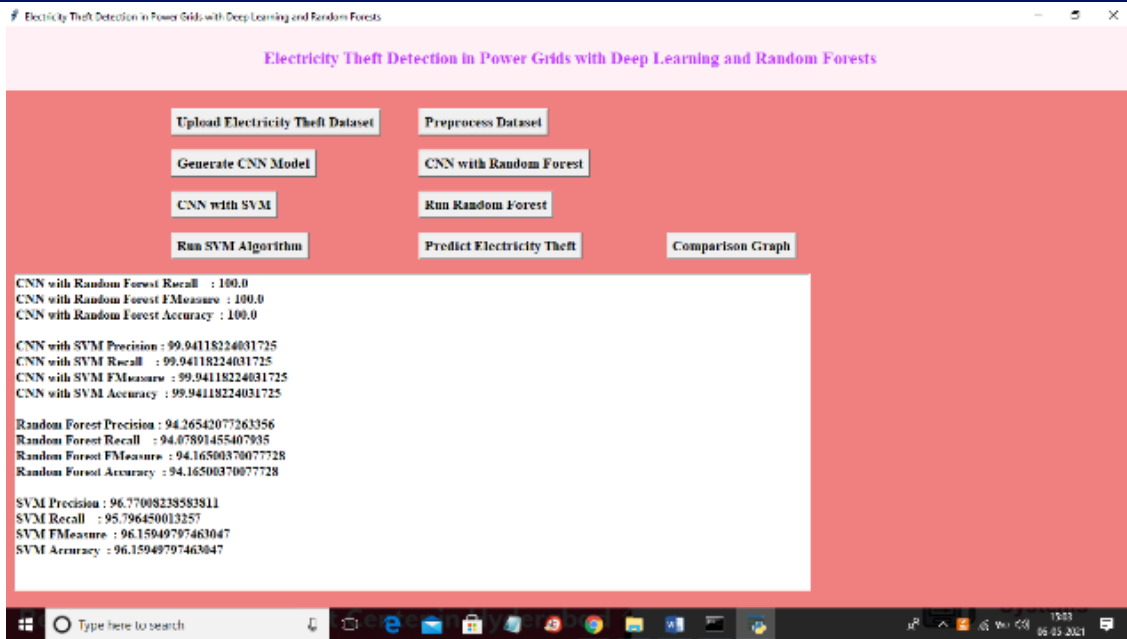 Electricity Theft Detection in Power Grids with Deep Learning and Random Forests
Electricity Theft Detection in Power Grids with Deep Learning and Random Forests
Upload Electricity Theft Dataset
Preprocess Dataset
Generate CNN Model
CNN with Random Forest
CNN with SVM
Run Random Forest
Run SVM Algorithm
Predict Electricity Theft
Comparison Graph
CNN with Random Forest Recall : 100.0
CNN with Random Forest FMeasure : 100.0
CNN with Random Forest Accuracy : 100.0
CNN with SVM Precision : 99.94118224031725
CNN with SVM Recall : 99.94118224031725
CNN with SVM FMeasure : 99.94118224031725
CNN with SVM Accuracy : 99.94118224031725
Random Forest Precision : 94.26542077263356
Random Forest Recall : 94.07891455407935
Random Forest FMeasure : 94.16500370077728
Random Forest Accuracy : 94.16500370077728
SVM Precision : 96.77008238583811
SVM Recall : 95.796450013257
SVM FMeasure : 96.15949797463047
SVM Accuracy : 96.15949797463047
Type here to search
15:03
06-05-2021